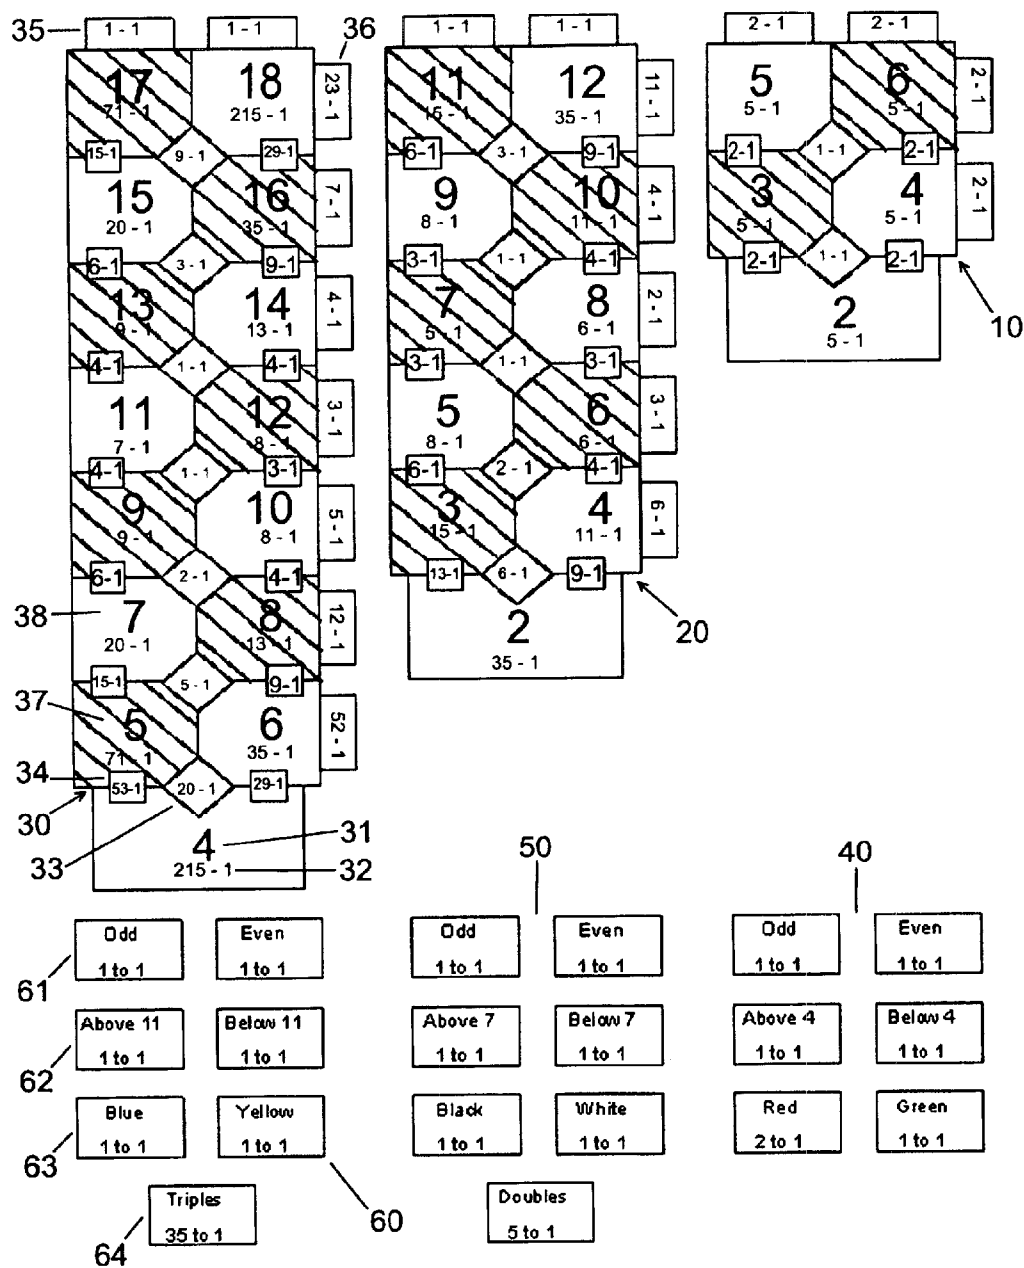 35
1 - 1 1 - 1
36
17 18
71 - 1 215 - 1
23 - 1
15-1 9 - 1 29-1
15 16
20 - 1 35 - 1
7 - 1
6-1 3 - 1 9-1
13 14
9 - 1 13 - 1
4 - 1
4-1 1 - 1 4-1
11 12
7 - 1 8 - 1
3 - 1
4-1 1 - 1 3-1
9 10
9 - 1 8 - 1
5 - 1
6-1 2 - 1 4-1
38
7 8
20 - 1 13 - 1
12 - 1
15-1 5 - 1 9-1
37
5 6
71 - 1 35 - 1
52 - 1
34
53-1 20 - 1 29-1
30
33
4
31
215 - 1
32
1 - 1 1 - 1
11 12
15 - 1 35 - 1
11 - 1
6-1 3 - 1 9-1
9 10
8 - 1 11 - 1
4 - 1
3-1 1 - 1 4-1
7 8
5 - 1 6 - 1
2 - 1
3-1 1 - 1 3-1
5 6
8 - 1 6 - 1
3 - 1
6-1 2 - 1 4-1
3 4
15 - 1 11 - 1
6 - 1
13-1 6 - 1 9-1
20
2
35 - 1
2 - 1 2 - 1
5 6
5 - 1 5 - 1
2 - 1
2-1 1 - 1 2-1
3 4
5 - 1 5 - 1
2 - 1
2-1 1 - 1 2-1
10
2
5 - 1
50
40
Odd Even Odd Even Odd Even
1 to 1 1 to 1 1 to 1 1 to 1 1 to 1 1 to 1
61
Above 11 Below 11 Above 7 Below 7 Above 4 Below 4
1 to 1 1 to 1 1 to 1 1 to 1 1 to 1 1 to 1
62
Blue Yellow Black White Red Green
1 to 1 1 to 1 1 to 1 1 to 1 2 to 1 1 to 1
63
Triples Doubles
35 to 1 5 to 1
60
64